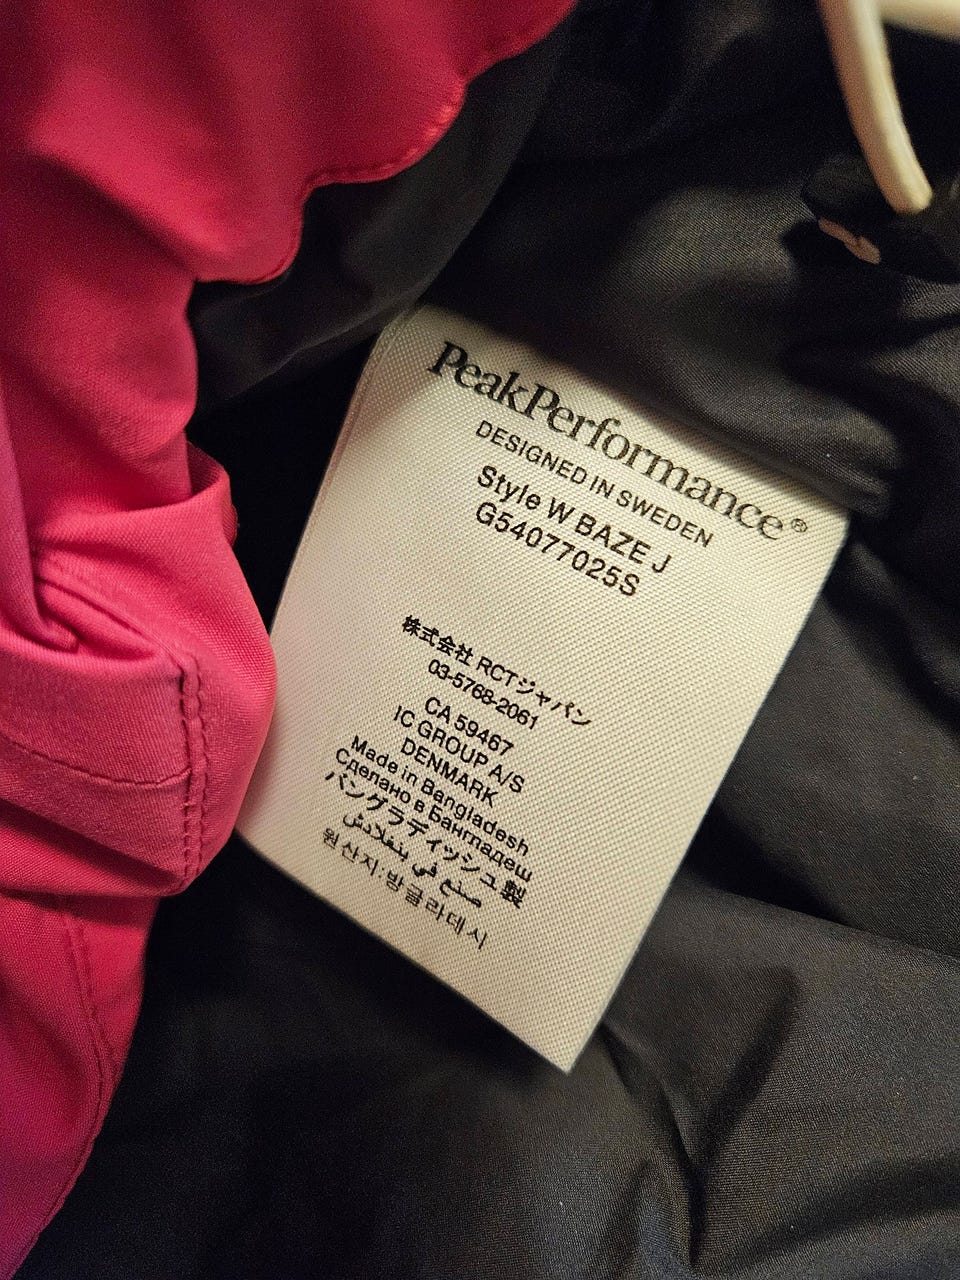 PeakPerformance®
DESIGNED IN SWEDEN
Style W BAZE J
G54077025S
株式会社 RCTジャパン
03-5768-2061
CA 59467
IC GROUP A/S
DENMARK
Made in Bangladesh
Сделано в Бангладеш
バングラディッシュ製
صنع في بنغلادش
원산지:방글라데시